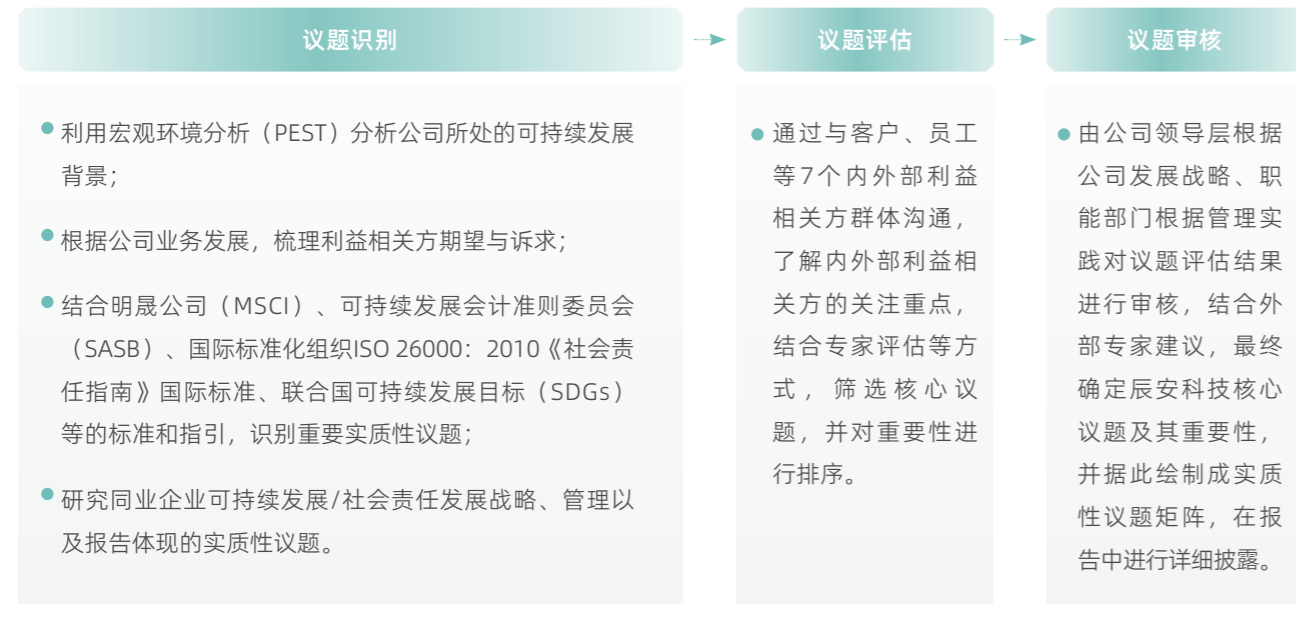 议题识别
利用宏观环境分析（PEST）分析公司所处的可持续发展
背景；
根据公司业务发展，梳理利益相关方期望与诉求；
结合明晟公司（MSCI）、可持续发展会计准则委员会
（SASB）、国际标准化组织ISO 26000：2010《社会责
任指南》国际标准、联合国可持续发展目标（SDGs）
等的标准和指引，识别重要实质性议题；
研究同业企业可持续发展/社会责任发展战略、管理以
及报告体现的实质性议题。
议题评估
通过与客户、员工
等7个内外部利益
相关方群体沟通，
了解内外部利益相
关方的关注重点，
结合专家评估等方
式，筛选核心议
题，并对重要性进
行排序。
议题审核
由公司领导层根据
公司发展战略、职
能部门根据管理实
践对议题评估结果
进行审核，结合外
部专家建议，最终
确定辰安科技核心
议题及其重要性，
并据此绘制成实质
性议题矩阵，在报
告中进行详细披露。